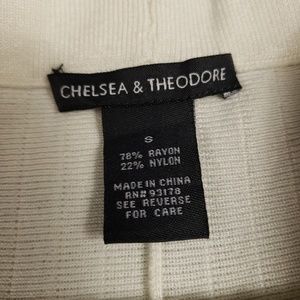 CHELSEA & THEODORE
S
78% RAYON
22% NYLON
MADE IN CHINA
RN# 93178
SEE REVERSE
FOR CARE